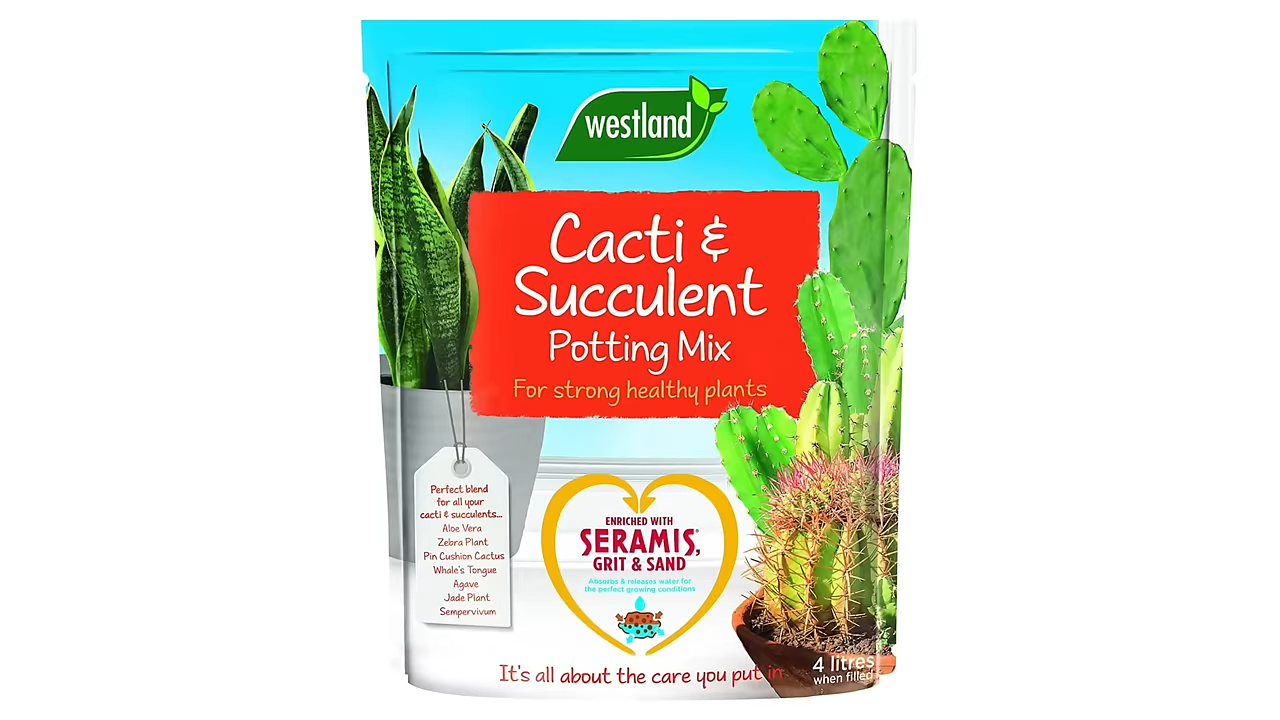 westland
Cacti &
Succulent
Potting Mix
For strong healthy plants
Perfect blend
for all your
cacti & succulents...
Aloe Vera
Zebra Plant
Pin Cushion Cactus
Whale's Tongue
Agave
Jade Plant
Sempervivum
ENRICHED WITH
SERAMIS®,
GRIT & SAND
Absorbs & releases water for
the perfect growing conditions
It's all about the care you put in
4 litres
when filled